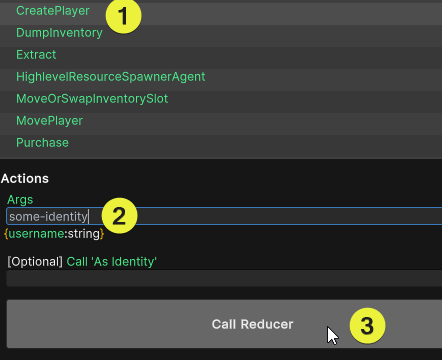 CreatePlayer 1
DumpInventory
Extract
HighlevelResourceSpawnerAgent
MoveOrSwapInventorySlot
MovePlayer
Purchase
Actions
Args
some-identity 2
{username:string}
[Optional] Call 'As Identity'
Call Reducer 3